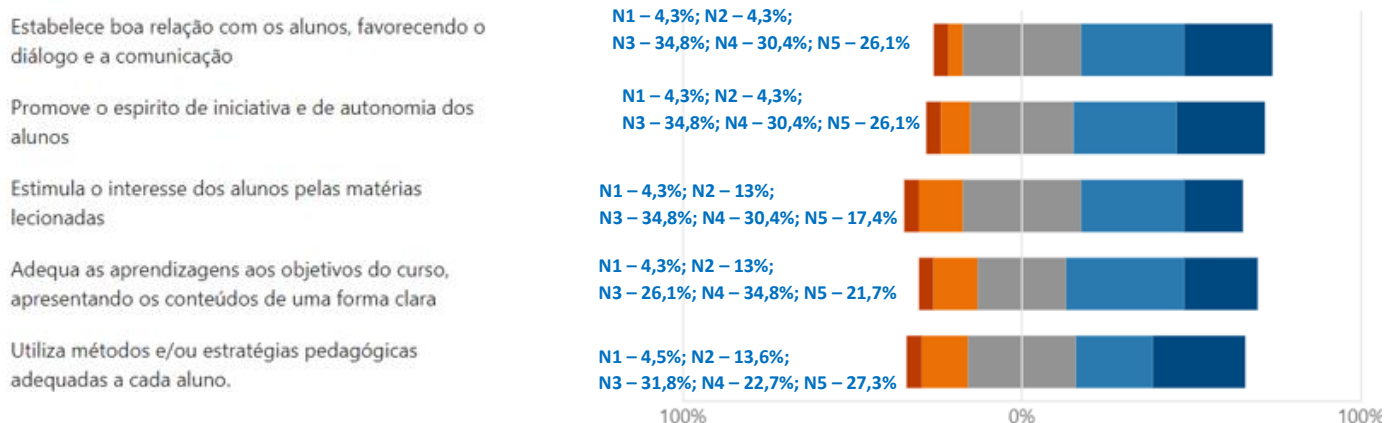 Estabelece boa relação com os alunos, favorecendo o
diálogo e a comunicação
N1 – 4,3%; N2 – 4,3%;
N3 – 34,8%; N4 – 30,4%; N5 – 26,1%
Promove o espirito de iniciativa e de autonomia dos
alunos
N1 – 4,3%; N2 – 4,3%;
N3 – 34,8%; N4 – 30,4%; N5 – 26,1%
Estimula o interesse dos alunos pelas matérias
lecionadas
N1 – 4,3%; N2 – 13%;
N3 – 34,8%; N4 – 30,4%; N5 – 17,4%
Adequa as aprendizagens aos objetivos do curso,
apresentando os conteúdos de uma forma clara
N1 – 4,3%; N2 – 13%;
N3 – 26,1%; N4 – 34,8%; N5 – 21,7%
Utiliza métodos e/ou estratégias pedagógicas
adequadas a cada aluno.
N1 – 4,5%; N2 – 13,6%;
N3 – 31,8%; N4 – 22,7%; N5 – 27,3%
100% 0% 100%